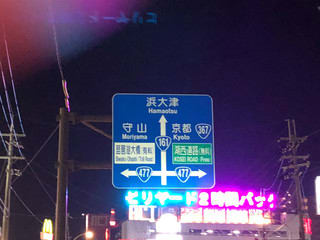 浜大津
Hamaotsu
守山
Moriyama
京都
Kyoto
367
161
琵琶湖大橋(有料)
Biwako Ohashi (Toll Road)
湖西道路(無料)
KOSEI ROAD (Free)
477
477
ビリヤード2時間パック